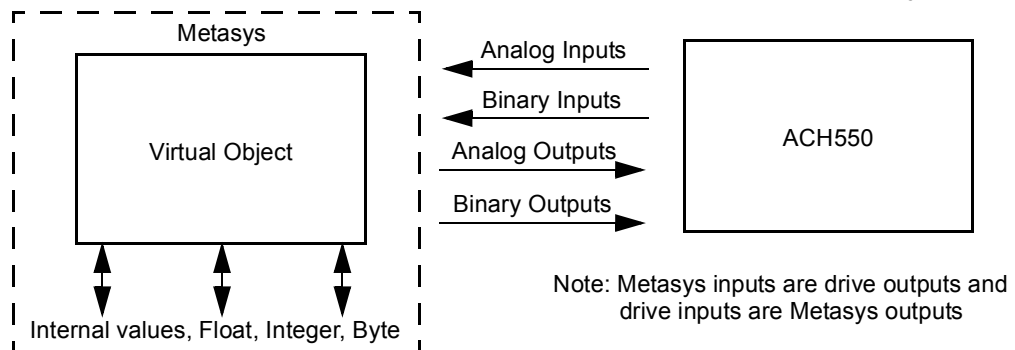 Metasys
Virtual Object
Internal values, Float, Integer, Byte
Analog Inputs
Binary Inputs
Analog Outputs
Binary Outputs
ACH550
Note: Metasys inputs are drive outputs and
drive inputs are Metasys outputs